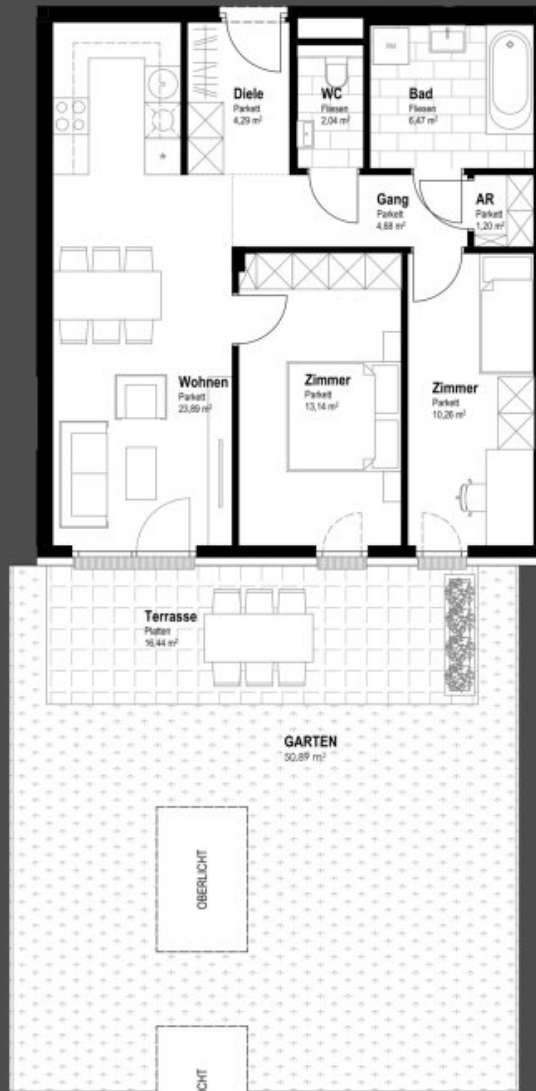 Diele
Parkett
4,29 m²
WC
Fliesen
2,04 m²
Bad
Fliesen
6,47 m²
Gang
Parkett
4,68 m²
AR
Parkett
1,20 m²
Wohnen
Parkett
23,89 m²
Zimmer
Parkett
13,14 m²
Zimmer
Parkett
10,26 m²
Terrasse
Platten
16,44 m²
GARTEN
50,89 m²
OBERLICHT
CHT